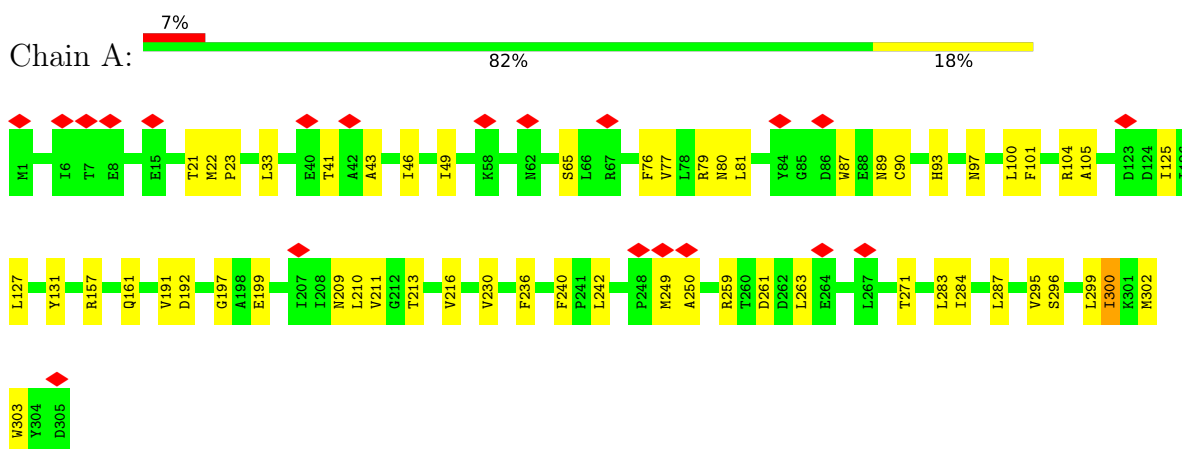 7%
Chain A:
82% 18%
M1 I6 T7 E8 E15 T21 M22 P23 L33 E40 T41 A42 A43 I46 I49 K58 N62 S65 L66 R67 F76 V77 L78 R79 N80 L81 Y84 G85 D86 W87 E88 N89 C90 H93 N97 L100 F101 R104 A105 D123 D124 I125
L127 Y131 R157 Q161 V191 D192 G197 A198 E199 I207 I208 N209 L210 V211 G212 T213 V216 V230 F236 F240 P241 L242 P248 M249 A250 R259 T260 D261 D262 L263 E264 L267 T271 L283 I284 L287 V295 S296 L299 I300 K301 M302
W303 Y304 D305